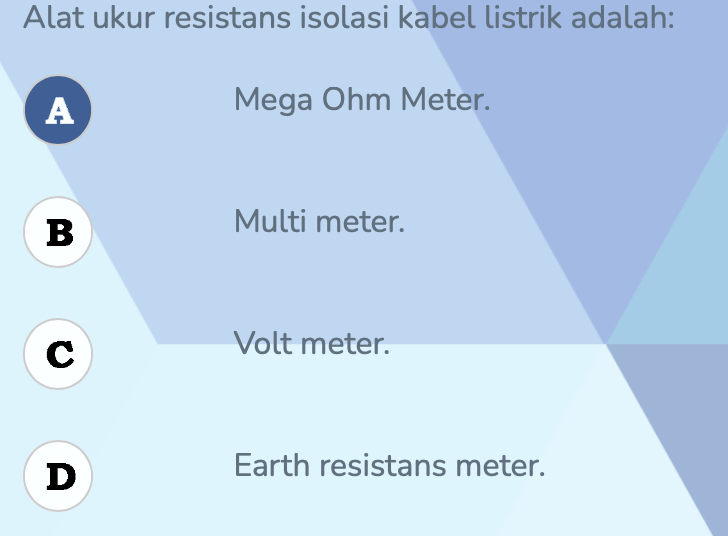 Alat ukur resistans isolasi kabel listrik adalah:
A Mega Ohm Meter.
B Multi meter.
C Volt meter.
D Earth resistans meter.